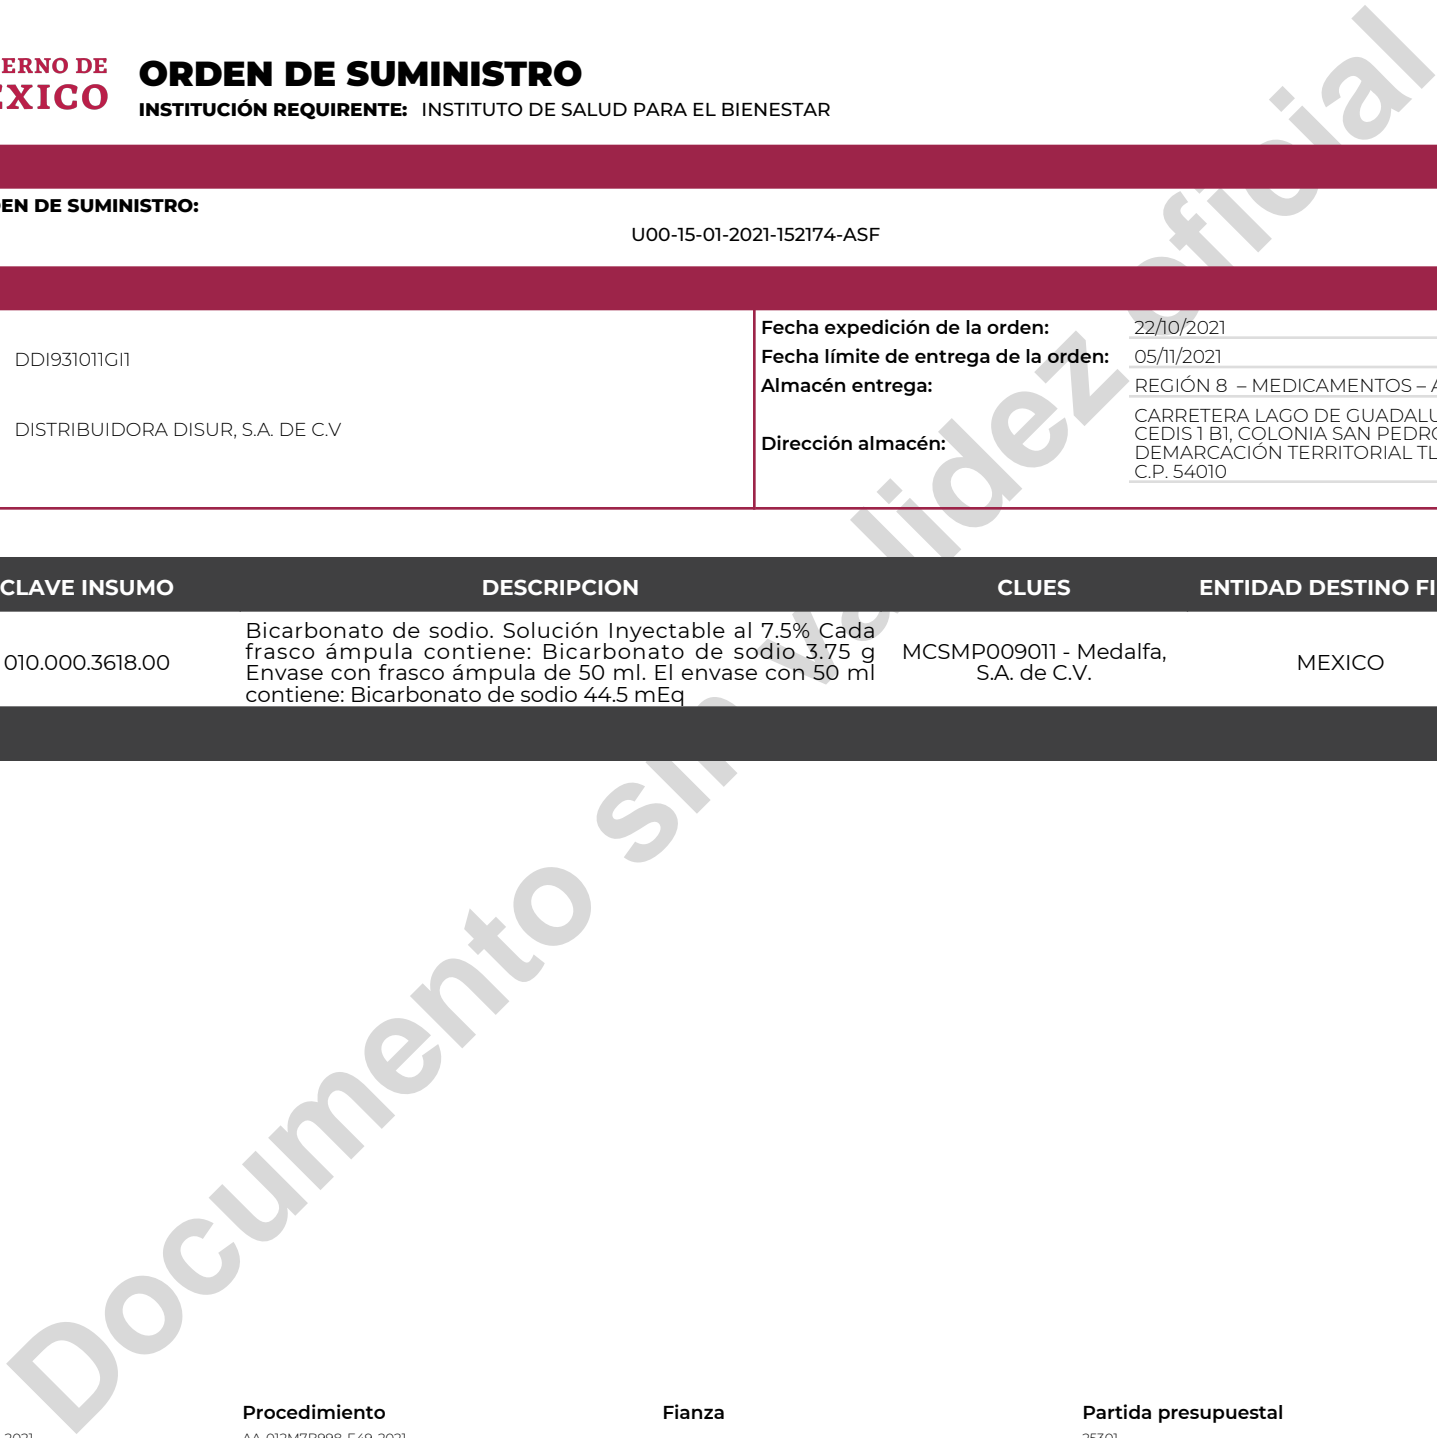 ERNO DE
EXICO
ORDEN DE SUMINISTRO
INSTITUCIÓN REQUIRENTE: INSTITUTO DE SALUD PARA EL BIENESTAR
EN DE SUMINISTRO:
U00-15-01-2021-152174-ASF
DDI931011GI1
DISTRIBUIDORA DISUR, S.A. DE C.V
Fecha expedición de la orden: 22/10/2021
Fecha límite de entrega de la orden: 05/11/2021
Almacén entrega: REGIÓN 8 – MEDICAMENTOS – A
Dirección almacén:
CARRETERA LAGO DE GUADALU
CEDIS 1 B1, COLONIA SAN PEDRO
DEMARCACIÓN TERRITORIAL TL
C.P. 54010
CLAVE INSUMO DESCRIPCION CLUES ENTIDAD DESTINO FI
010.000.3618.00
Bicarbonato de sodio. Solución Inyectable al 7.5% Cada
frasco ámpula contiene: Bicarbonato de sodio 3.75 g
Envase con frasco ámpula de 50 ml. El envase con 50 ml
contiene: Bicarbonato de sodio 44.5 mEq
MCSMP009011 - Medalfa,
S.A. de C.V.
MEXICO
Documento sin validez oficial
Procedimiento Fianza Partida presupuestal